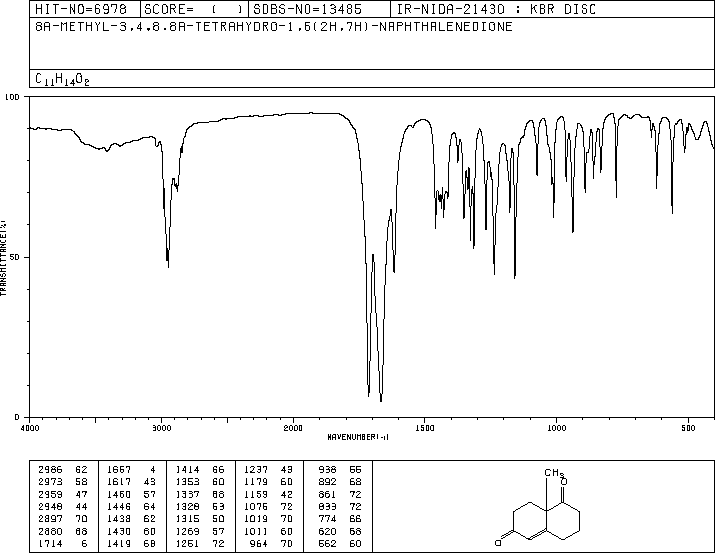 HIT-NO=6978 SCORE= ( ) SDBS-NO=13485 IR-NIDA-21430 : KBR DISC
8A-METHYL-3,4,8,8A-TETRAHYDRO-1,6(2H,7H)-NAPHTHALENEDIONE
C11H14O2
100
50
0
TRANSMITTANCE(%)
4000 3000 2000 1500 1000 500
WAVENUMBER(-1)
2986 62 1667 4 1414 66 1237 43 938 55
2973 58 1617 43 1353 60 1179 60 892 68
2959 47 1460 57 1337 68 1159 42 861 72
2948 44 1446 64 1328 53 1076 72 833 72
2897 70 1438 62 1315 50 1019 70 774 66
2880 68 1430 60 1269 57 1011 60 620 58
1714 6 1419 68 1251 72 964 70 562 60
CH3
O
O